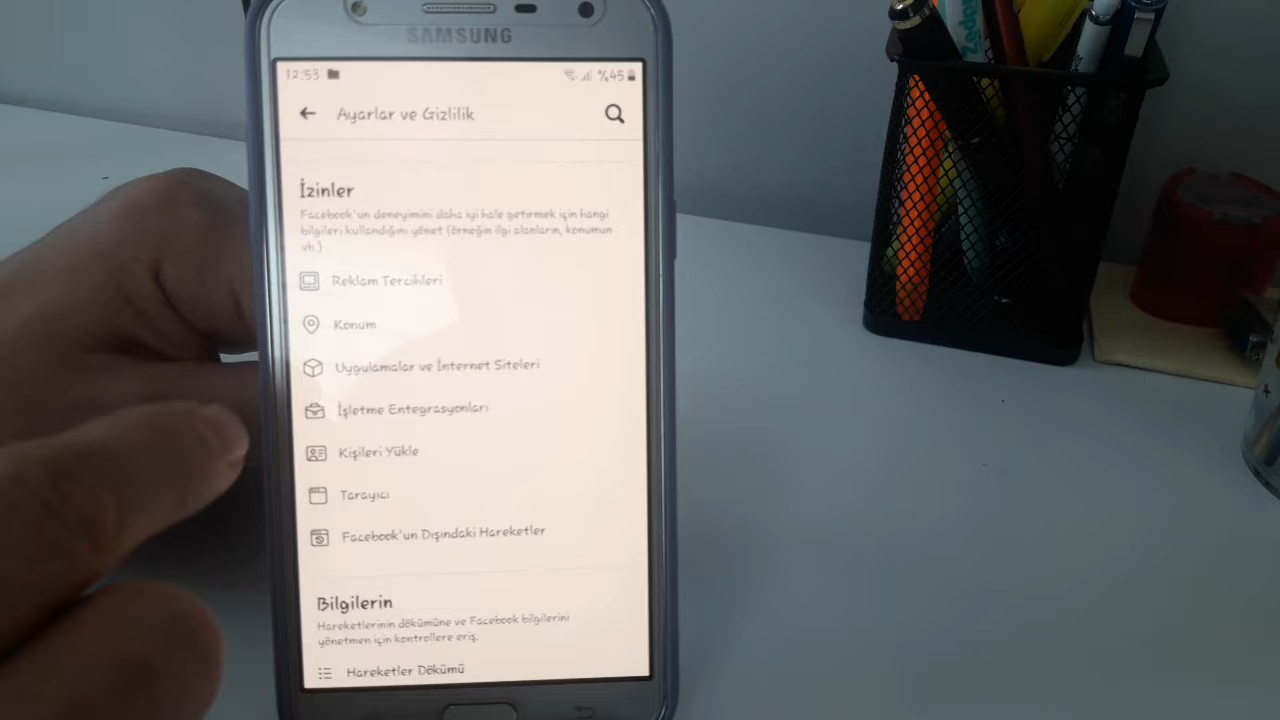 SAMSUNG
12:53 %45
Ayarlar ve Gizlilik
İzinler
Facebook'un deneyimini daha iyi hale getirmek için hangi
bilgileri kullandığını yönet (örneğin ilgi alanların, konumun
vb.)
Reklam Tercihleri
Konum
Uygulamalar ve İnternet Siteleri
İşletme Entegrasyonları
Kişileri Yükle
Tarayıcı
Facebook'un Dışındaki Hareketler
Bilgilerin
Hareketlerinin dökümüne ve Facebook bilgilerini
yönetmen için kontrollere eriş.
Hareketler Dökümü